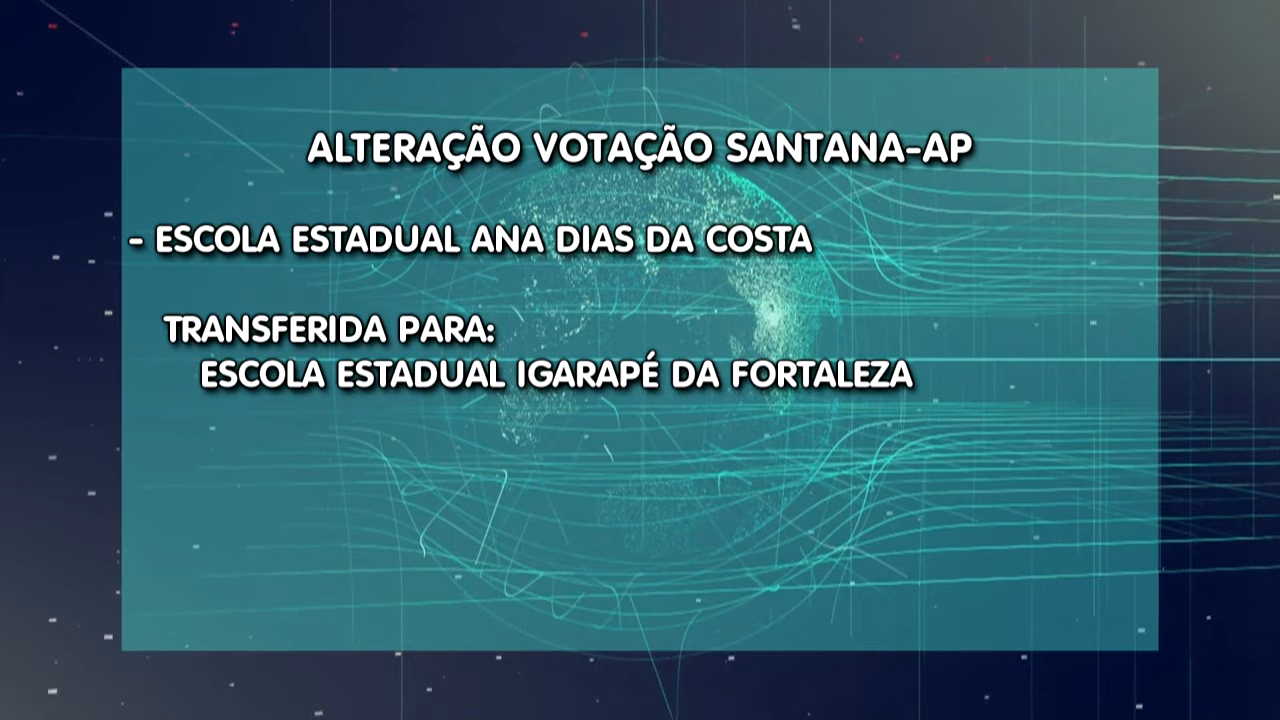 ALTERAÇÃO VOTAÇÃO SANTANA-AP
- ESCOLA ESTADUAL ANA DIAS DA COSTA
TRANSFERIDA PARA:
ESCOLA ESTADUAL IGARAPÉ DA FORTALEZA